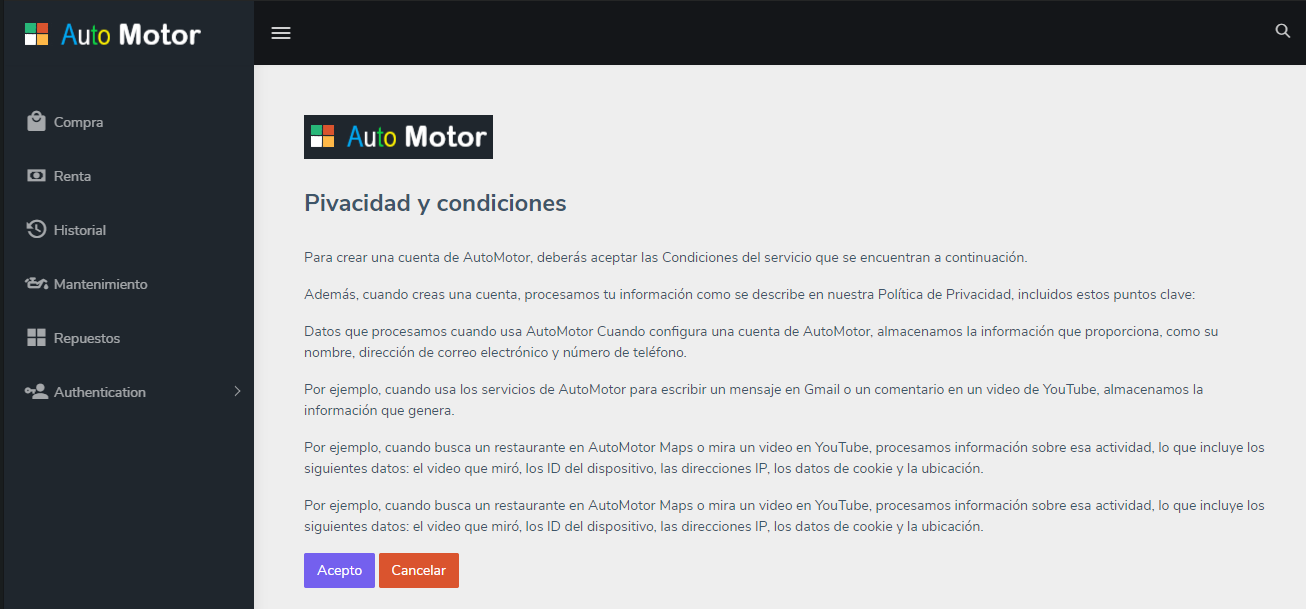 Auto Motor
Compra
Renta
Historial
Mantenimiento
Repuestos
Authentication
Auto Motor
Pivacidad y condiciones
Para crear una cuenta de AutoMotor, deberás aceptar las Condiciones del servicio que se encuentran a continuación.
Además, cuando creas una cuenta, procesamos tu información como se describe en nuestra Política de Privacidad, incluidos estos puntos clave:
Datos que procesamos cuando usa AutoMotor Cuando configura una cuenta de AutoMotor, almacenamos la información que proporciona, como su
nombre, dirección de correo electrónico y número de teléfono.
Por ejemplo, cuando usa los servicios de AutoMotor para escribir un mensaje en Gmail o un comentario en un video de YouTube, almacenamos la
información que genera.
Por ejemplo, cuando busca un restaurante en AutoMotor Maps o mira un video en YouTube, procesamos información sobre esa actividad, lo que incluye los
siguientes datos: el video que miró, los ID del dispositivo, las direcciones IP, los datos de cookie y la ubicación.
Por ejemplo, cuando busca un restaurante en AutoMotor Maps o mira un video en YouTube, procesamos información sobre esa actividad, lo que incluye los
siguientes datos: el video que miró, los ID del dispositivo, las direcciones IP, los datos de cookie y la ubicación.
Acepto Cancelar